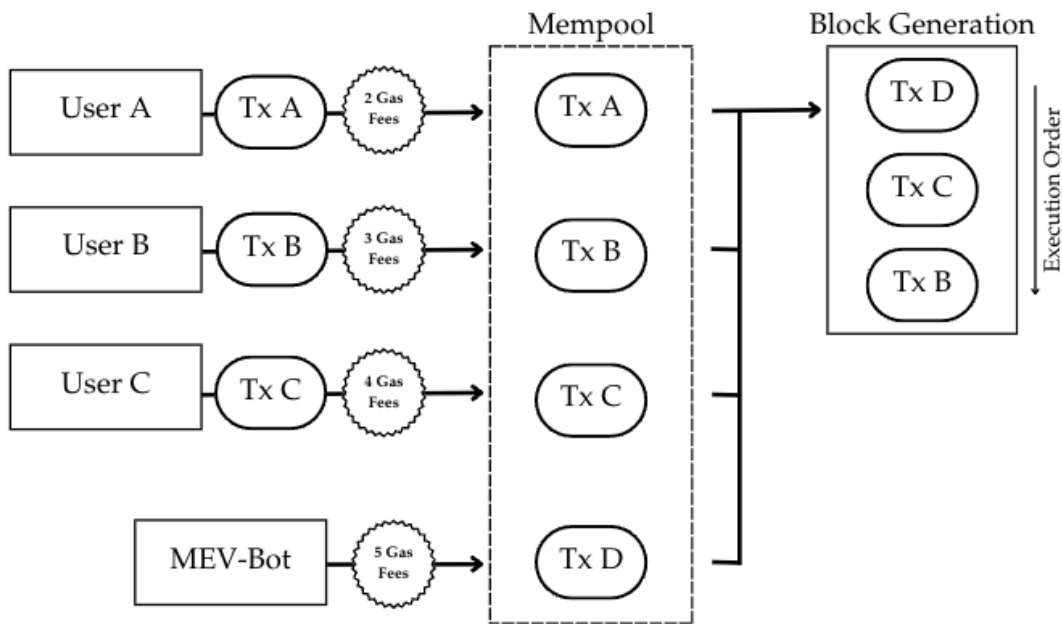 Mempool
Block Generation
User A
Tx A
2 Gas
Fees
Tx A
Tx D
User B
Tx B
3 Gas
Fees
Tx B
Tx C
Tx B
Execution Order
User C
Tx C
4 Gas
Fees
Tx C
MEV-Bot
5 Gas
Fees
Tx D